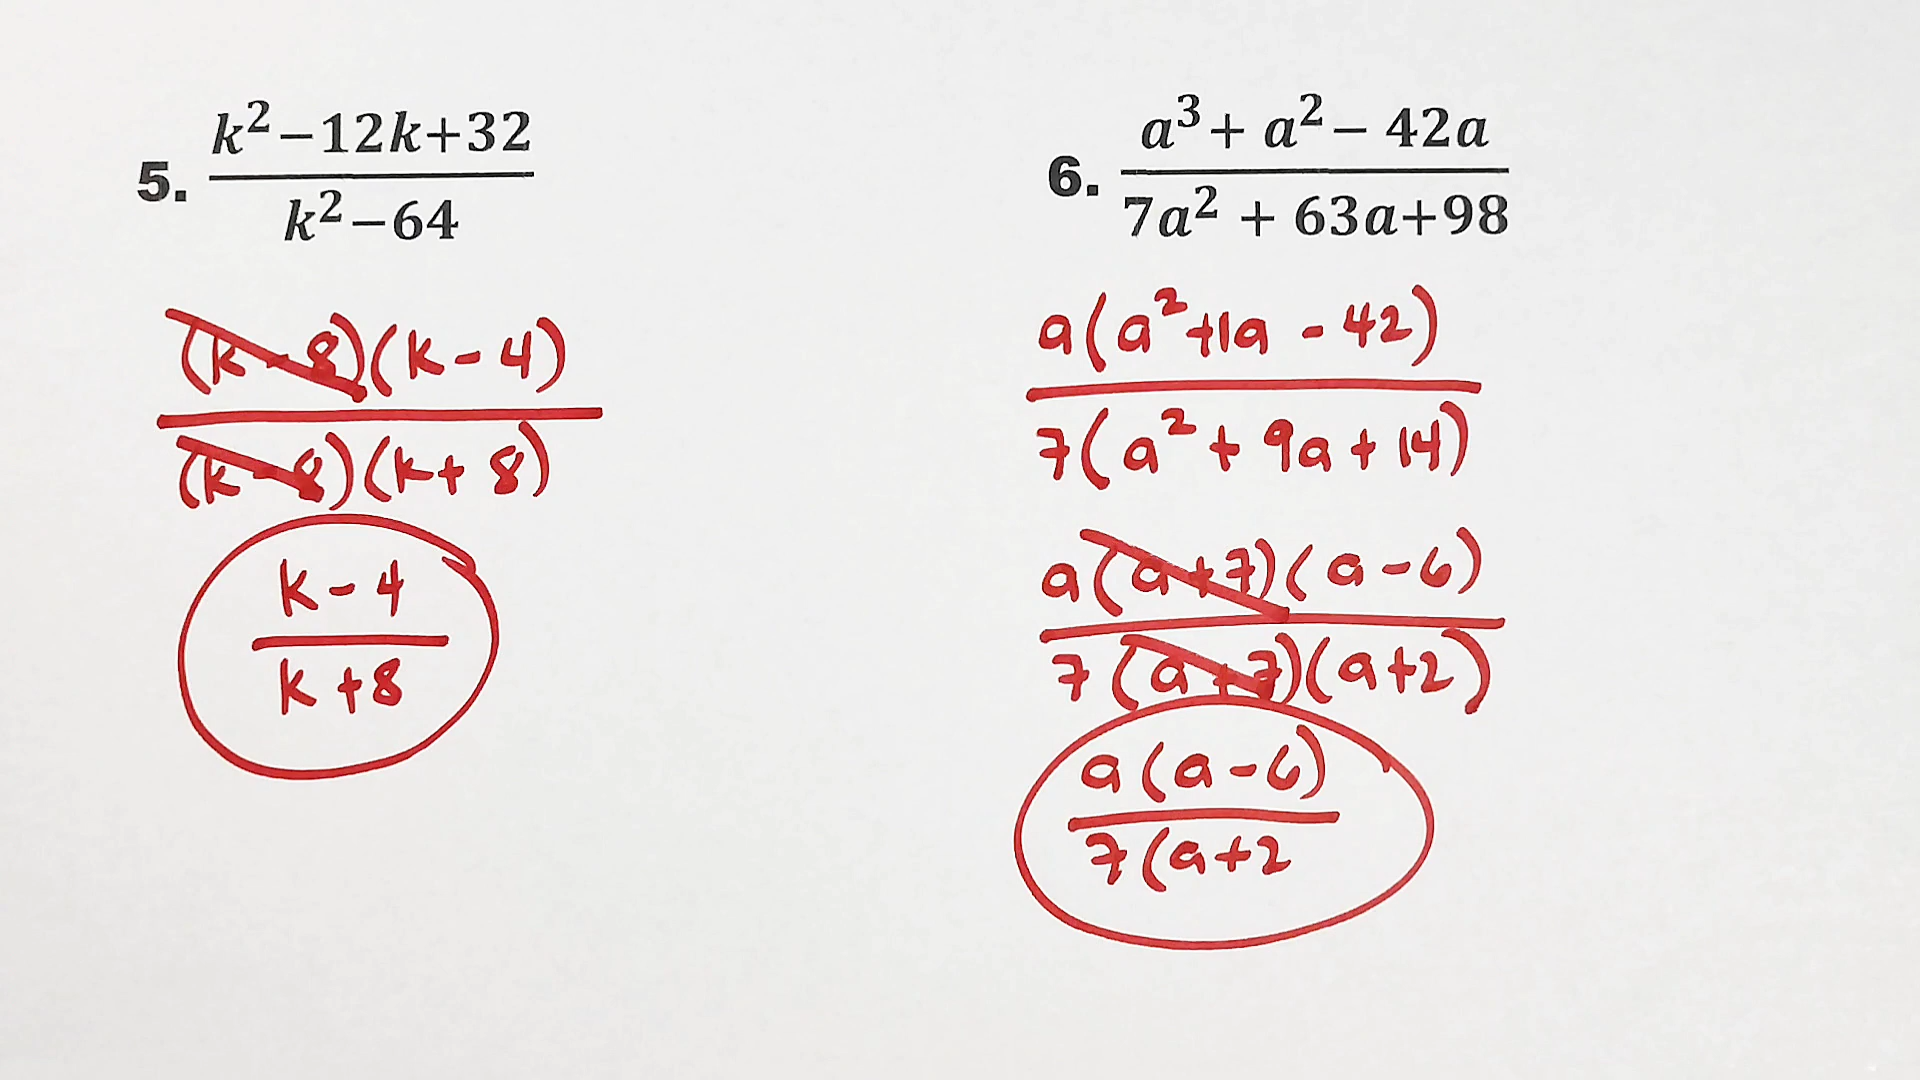 5. k²−12k+32
k²−64
(k-8)(k-4)
(k-8)(k+8)
k-4
k+8
6. a³+ a²− 42a
7a² + 63a+98
a(a²+1a-42)
7(a²+9a+14)
a(a+7)(a-6)
7(a+7)(a+2)
a(a-6)
7(a+2